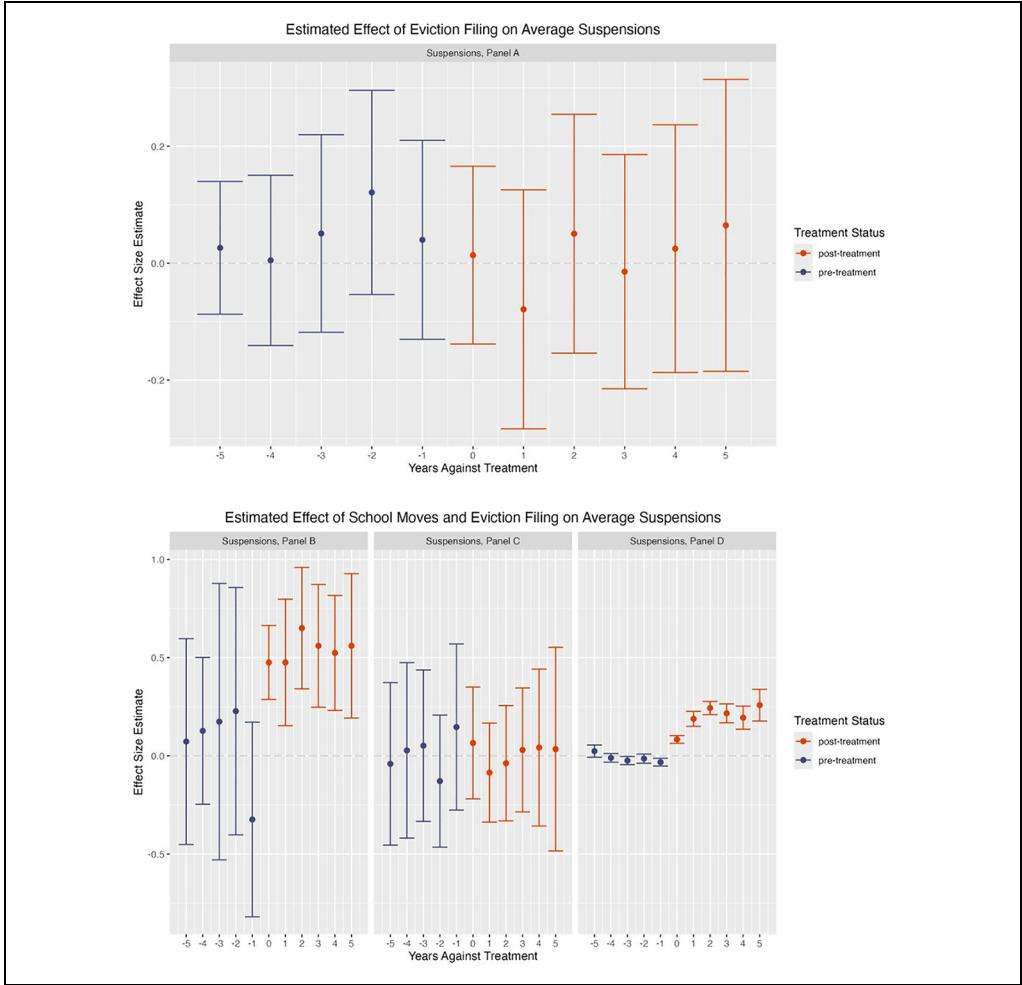 Estimated Effect of Eviction Filing on Average Suspensions
Suspensions, Panel A
0.2
0.0
-0.2
Effect Size Estimate
-5 -4 -3 -2 -1 0 1 2 3 4 5
Years Against Treatment
Treatment Status
post-treatment
pre-treatment
Estimated Effect of School Moves and Eviction Filing on Average Suspensions
Suspensions, Panel B Suspensions, Panel C Suspensions, Panel D
1.0
0.5
0.0
-0.5
Effect Size Estimate
-5 -4 -3 -2 -1 0 1 2 3 4 5 -5 -4 -3 -2 -1 0 1 2 3 4 5 -5 -4 -3 -2 -1 0 1 2 3 4 5
Years Against Treatment
Treatment Status
post-treatment
pre-treatment